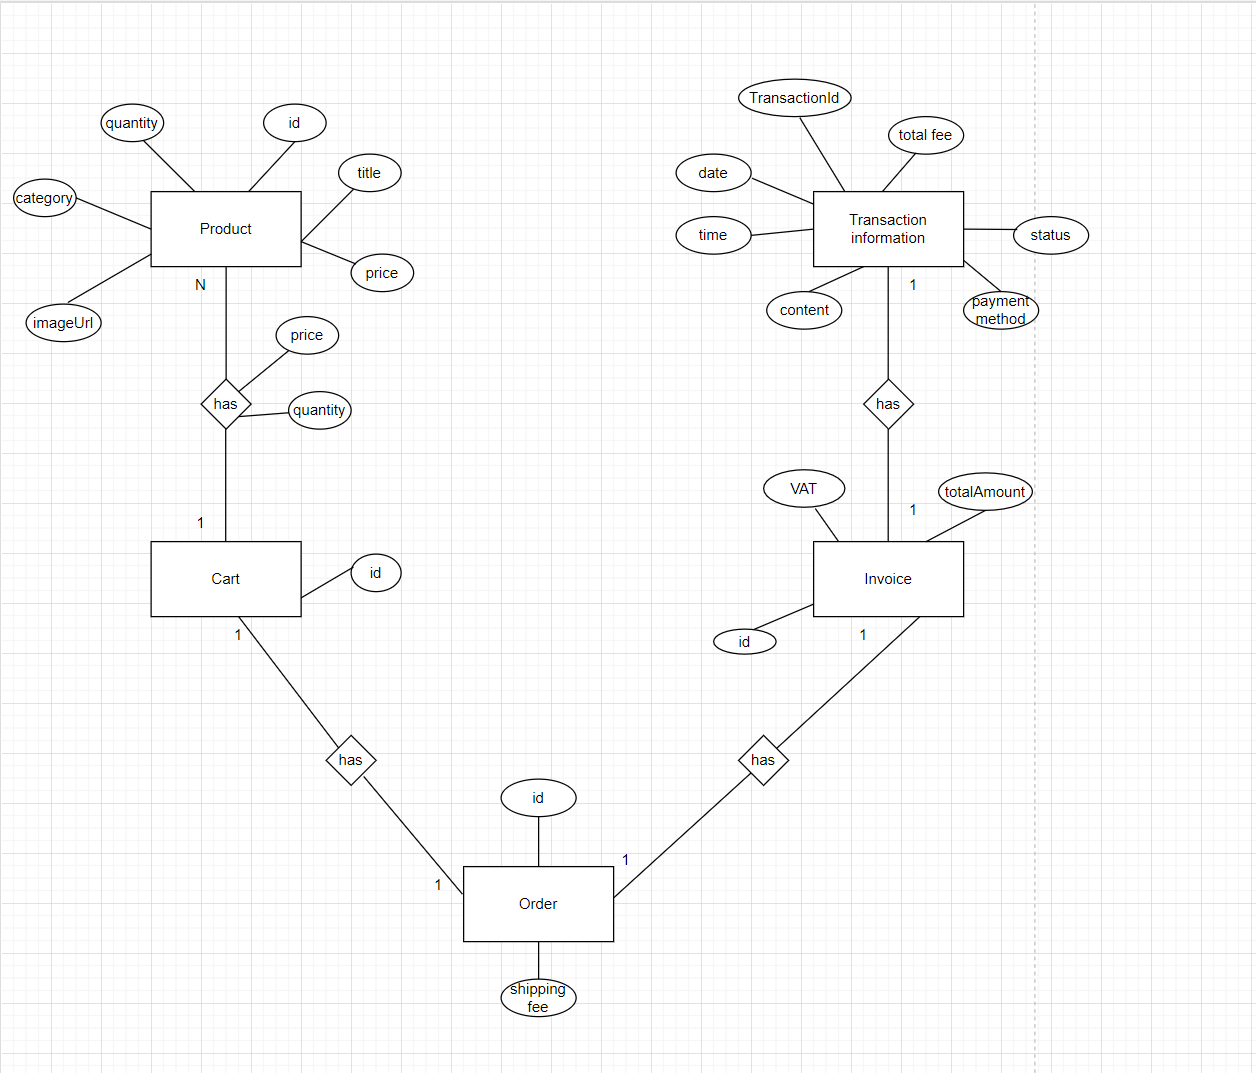 TransactionId
quantity
id
total fee
title
date
category
Product
Transaction
information
time
status
price
N
1
content
payment
method
imageUrl
price
has
quantity
has
VAT
totalAmount
1
1
Cart
id
Invoice
1
id
1
has
has
id
1
1
Order
shipping
fee